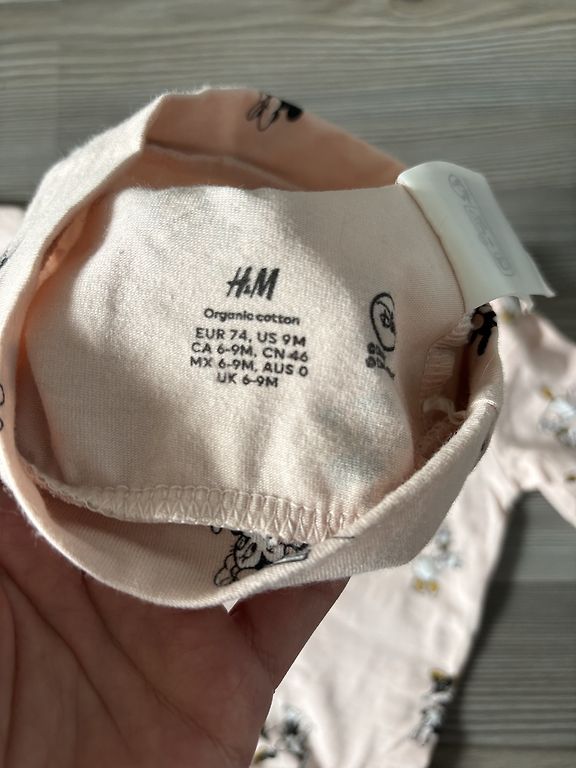 H&M
Organic cotton
EUR 74, US 9M
CA 6-9M, CN 46
MX 6-9M, AUS 0
UK 6-9M